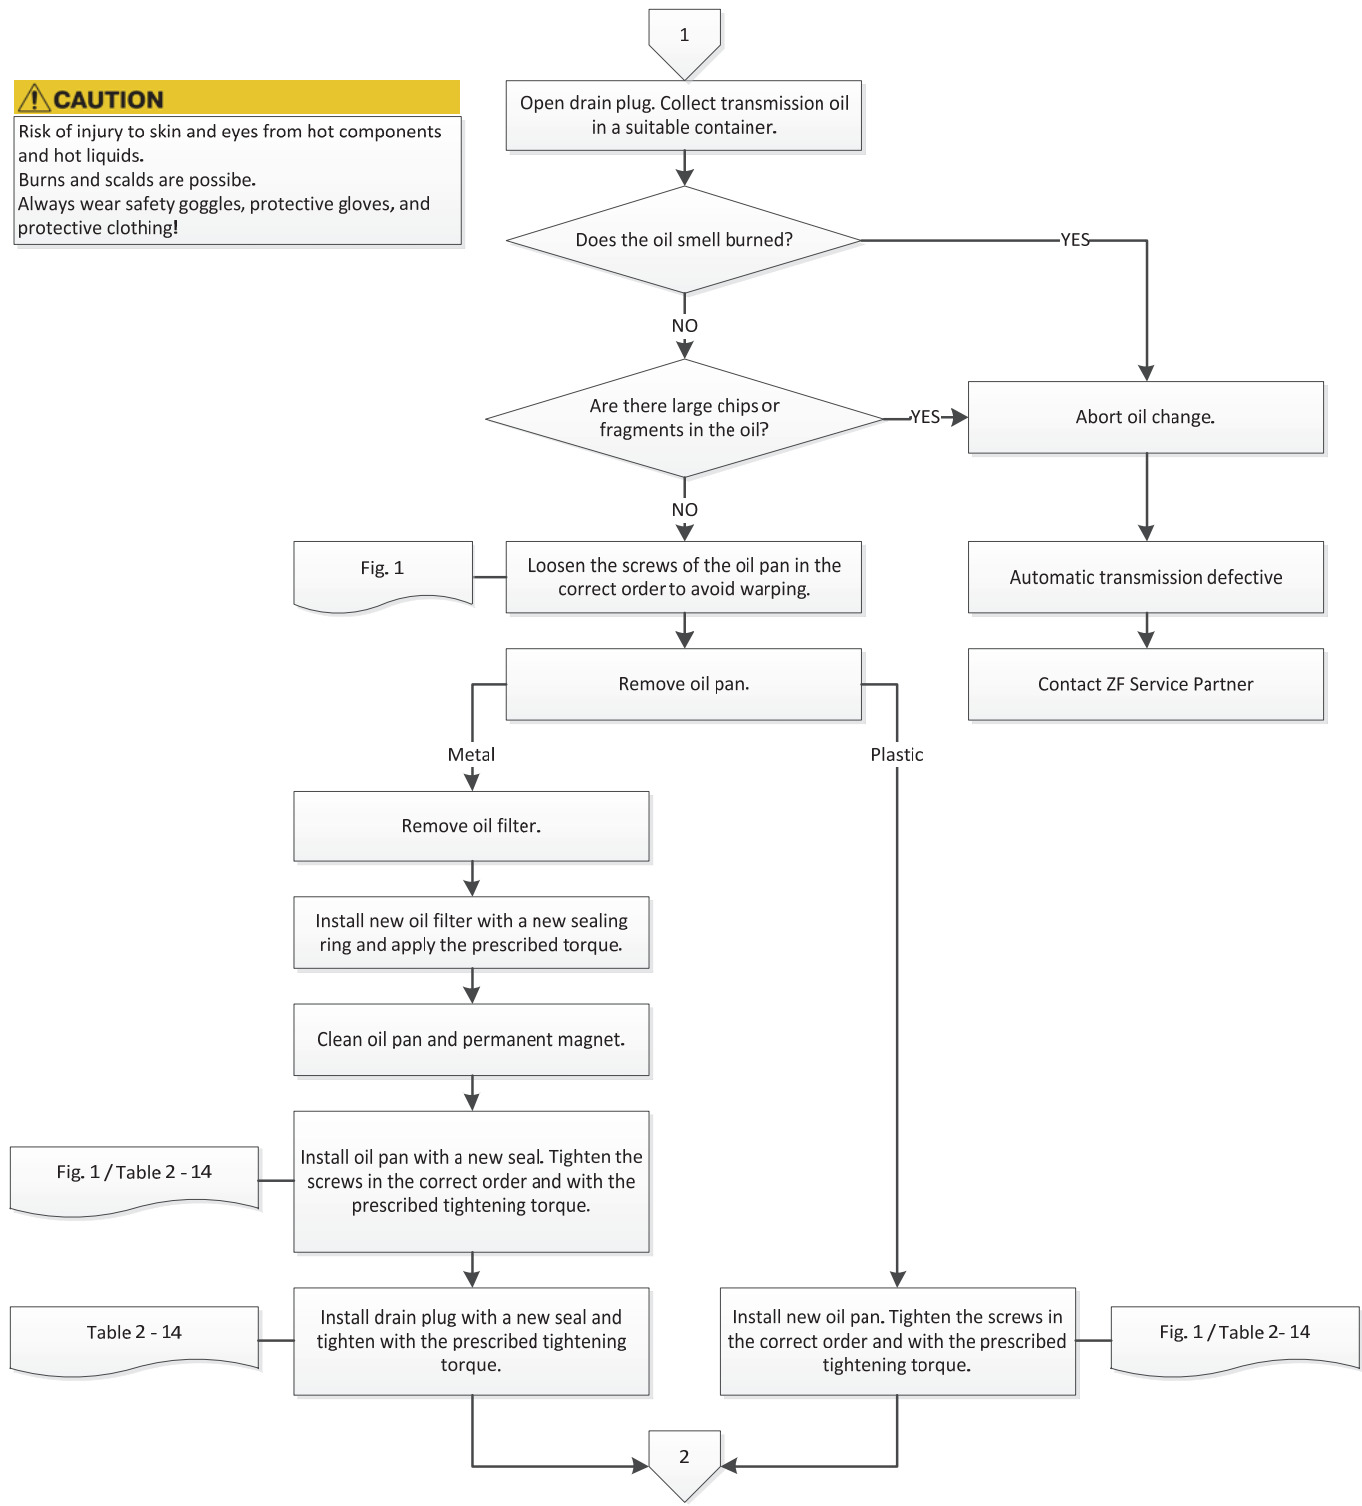 1
CAUTION
Risk of injury to skin and eyes from hot components
and hot liquids.
Burns and scalds are possibe.
Always wear safety goggles, protective gloves, and
protective clothing!
Open drain plug. Collect transmission oil
in a suitable container.
Does the oil smell burned?
YES
NO
Are there large chips or
fragments in the oil?
YES
Abort oil change.
NO
Fig. 1
Loosen the screws of the oil pan in the
correct order to avoid warping.
Automatic transmission defective
Remove oil pan.
Contact ZF Service Partner
Metal
Plastic
Remove oil filter.
Install new oil filter with a new sealing
ring and apply the prescribed torque.
Clean oil pan and permanent magnet.
Fig. 1 / Table 2 - 14
Install oil pan with a new seal. Tighten the
screws in the correct order and with the
prescribed tightening torque.
Table 2 - 14
Install drain plug with a new seal and
tighten with the prescribed tightening
torque.
Install new oil pan. Tighten the screws in
the correct order and with the prescribed
tightening torque.
Fig. 1 / Table 2- 14
2